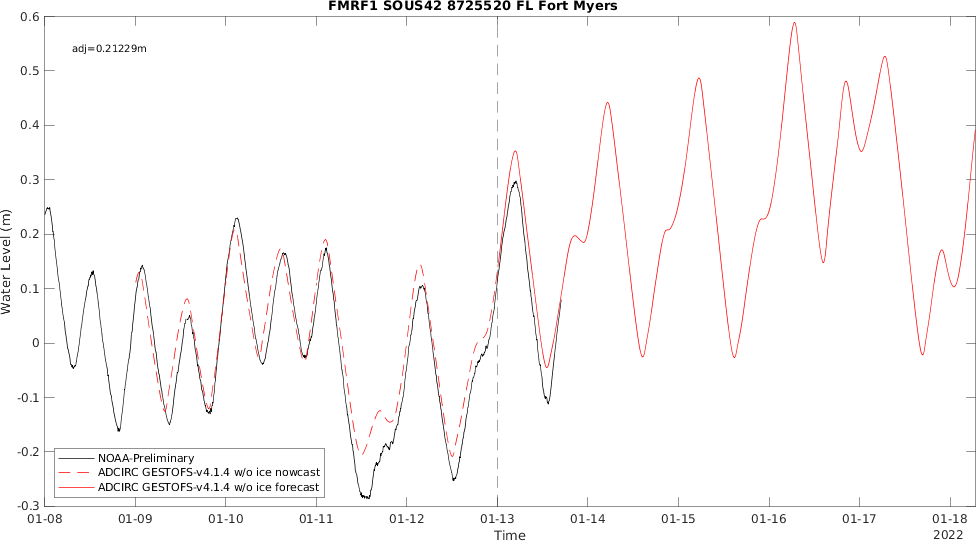 FMRF1 SOUS42 8725520 FL Fort Myers
adj=0.21229m
0.6
0.5
0.4
0.3
0.2
0.1
0
-0.1
-0.2
-0.3
Water Level (m)
NOAA-Preliminary
ADCIRC GESTOFS-v4.1.4 w/o ice nowcast
ADCIRC GESTOFS-v4.1.4 w/o ice forecast
01-08 01-09 01-10 01-11 01-12 01-13 01-14 01-15 01-16 01-17 01-18
Time
2022